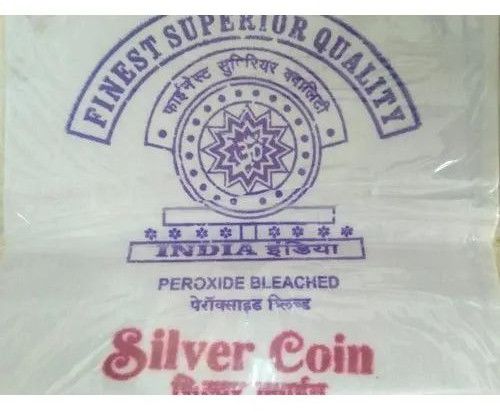 FINEST SUPERIOR QUALITY
फाईनेस्ट सुपिरियर क्वालिटी
INDIA इंडिया
PEROXIDE BLEACHED
पेरॉक्साइड ब्लिच्ड
Silver Coin